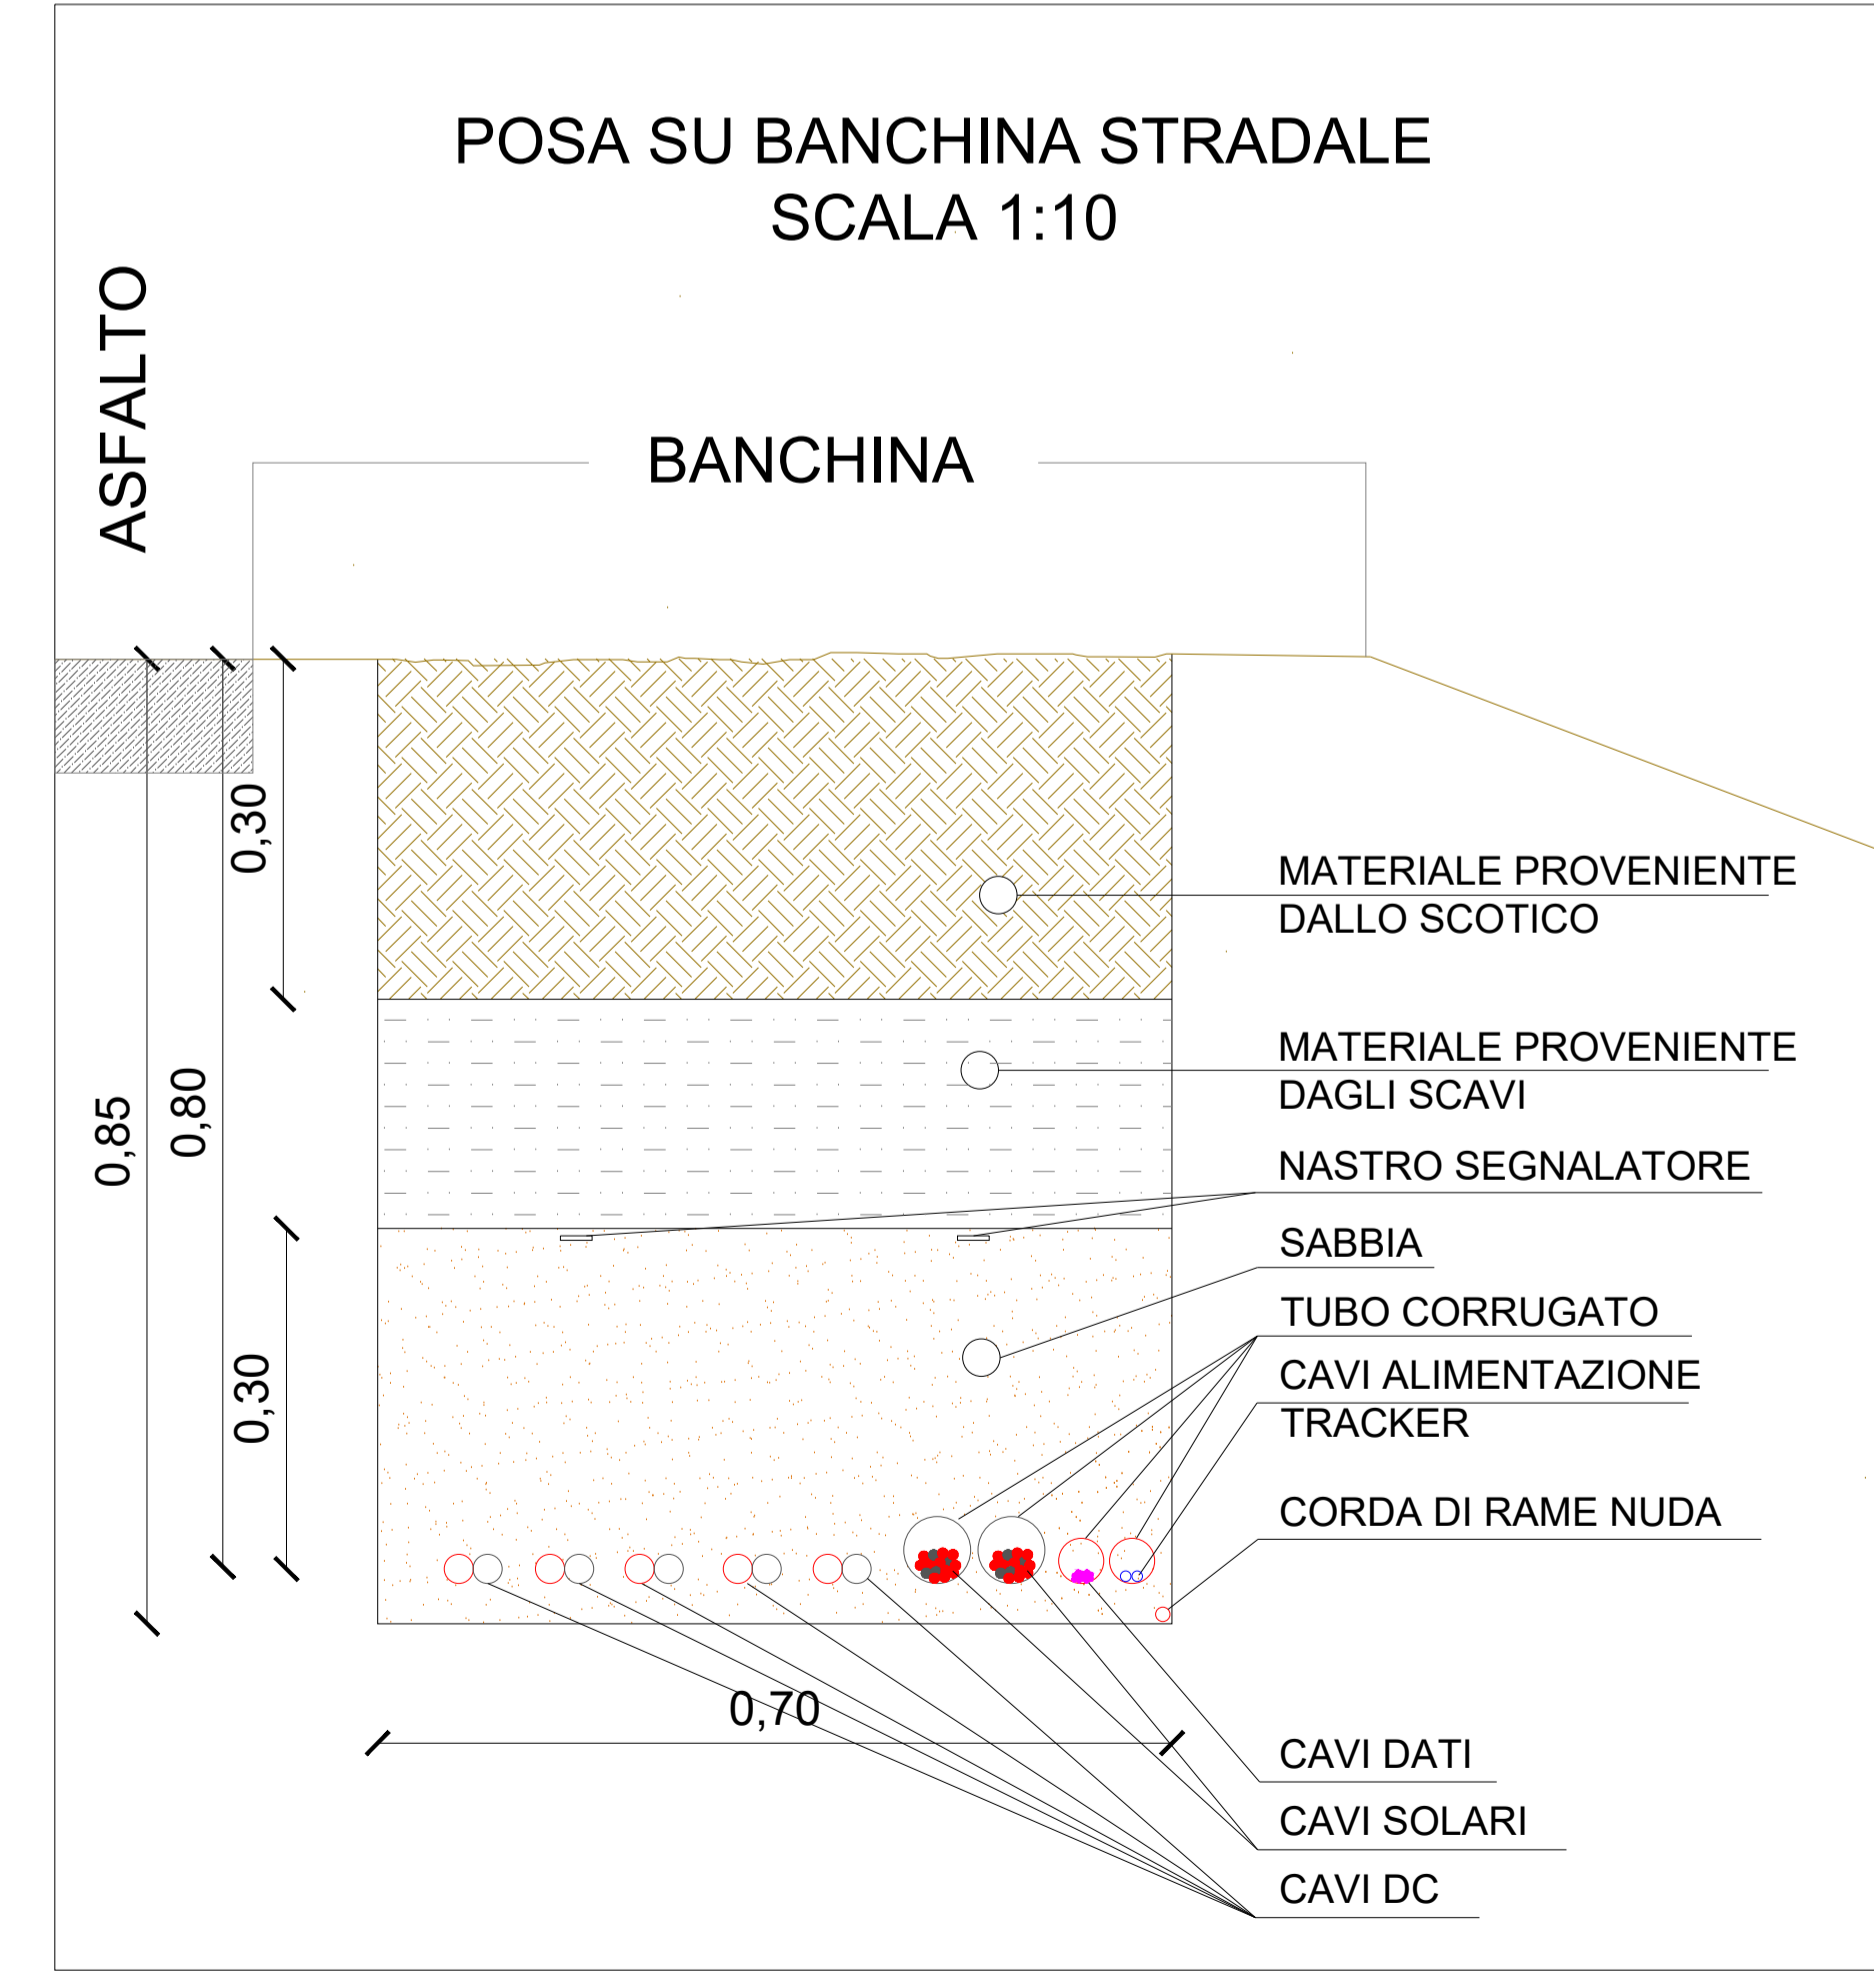 POSA SU BANCHINA STRADALE
SCALA 1:10
ASFALTO
BANCHINA
0,30
MATERIALE PROVENIENTE
DALLO SCOTICO
MATERIALE PROVENIENTE
DAGLI SCAVI
0,85
0,80
NASTRO SEGNALATORE
SABBIA
TUBO CORRUGATO
0,30
CAVI ALIMENTAZIONE
TRACKER
CORDA DI RAME NUDA
0,70
CAVI DATI
CAVI SOLARI
CAVI DC